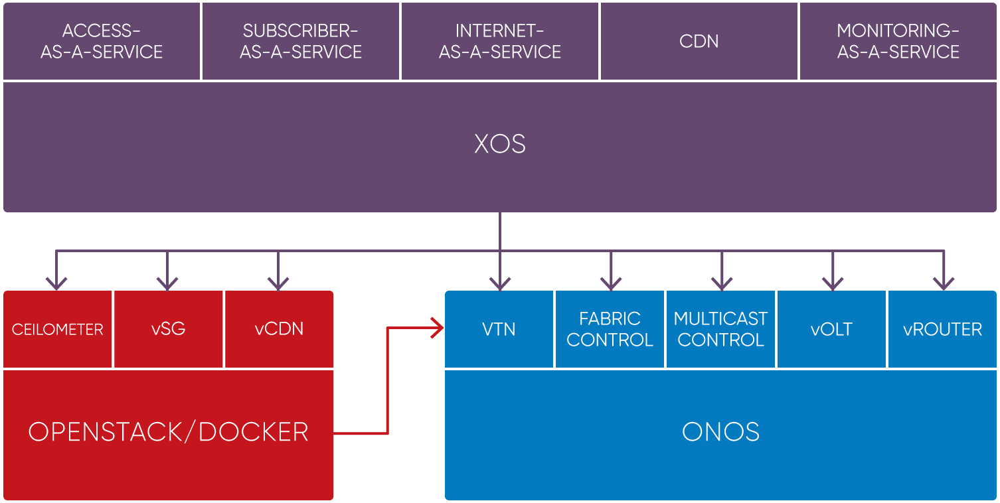 ACCESS-
AS-A-SERVICE
SUBSCRIBER-
AS-A-SERVICE
INTERNET-
AS-A-SERVICE
CDN
MONITORING-
AS-A-SERVICE
XOS
CEILOMETER
vSG
vCDN
VTN
FABRIC
CONTROL
MULTICAST
CONTROL
vOLT
vROUTER
OPENSTACK/DOCKER
ONOS